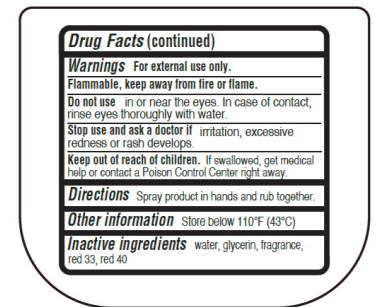 Drug Facts (continued)
Warnings For external use only.
Flammable, keep away from fire or flame.
Do not use in or near the eyes. In case of contact,
rinse eyes thoroughly with water.
Stop use and ask a doctor if irritation, excessive
redness or rash develops.
Keep out of reach of children. If swallowed, get medical
help or contact a Poison Control Center right away.
Directions Spray product in hands and rub together.
Other information Store below 110°F (43°C)
Inactive ingredients water, glycerin, fragrance,
red 33, red 40